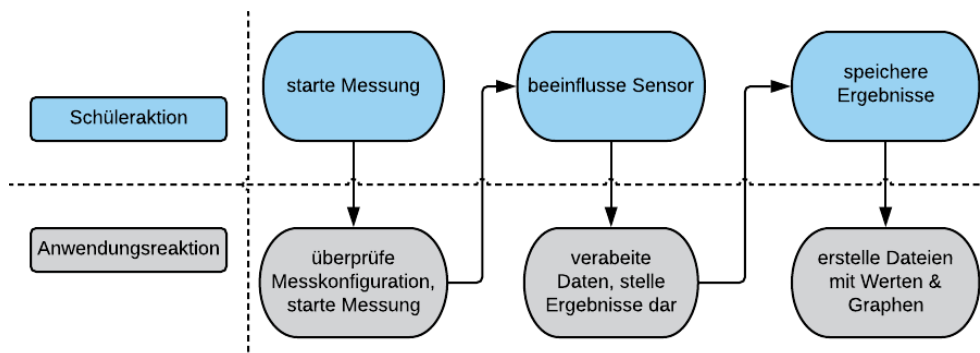 Schüleraktion
starte Messung
beeinflusse Sensor
speichere
Ergebnisse
Anwendungsreaktion
überprüfe
Messkonfiguration,
starte Messung
verabeite
Daten, stelle
Ergebnisse dar
erstelle Dateien
mit Werten &
Graphen